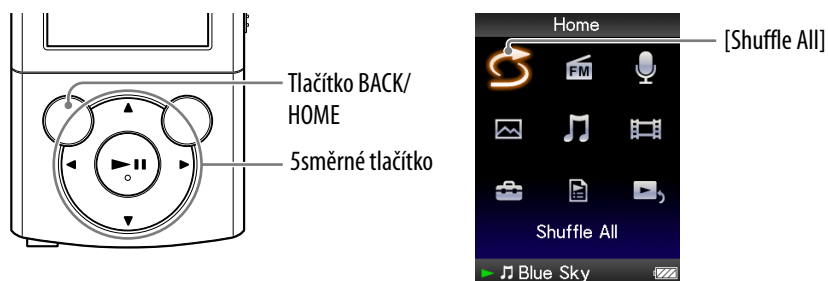 Tlačítko BACK/
HOME
5směrné tlačítko
Home
FM
Shuffle All
Blue Sky
[Shuffle All]